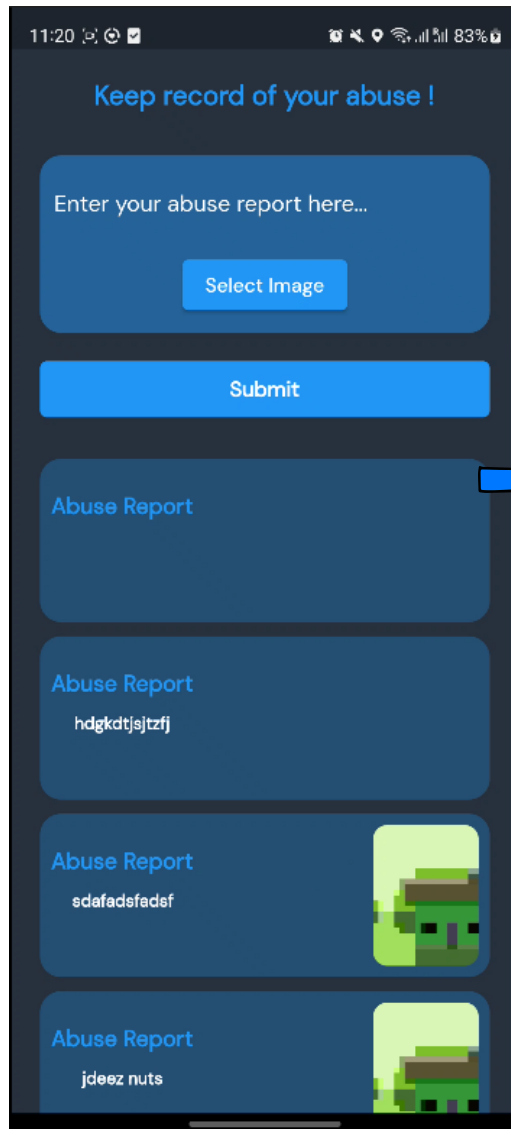 11:20 83%
Keep record of your abuse !
Enter your abuse report here...
Select Image
Submit
Abuse Report
Abuse Report
hdgkdtjsjtzfj
Abuse Report
sdafadsfadsf
Abuse Report
jdeez nuts